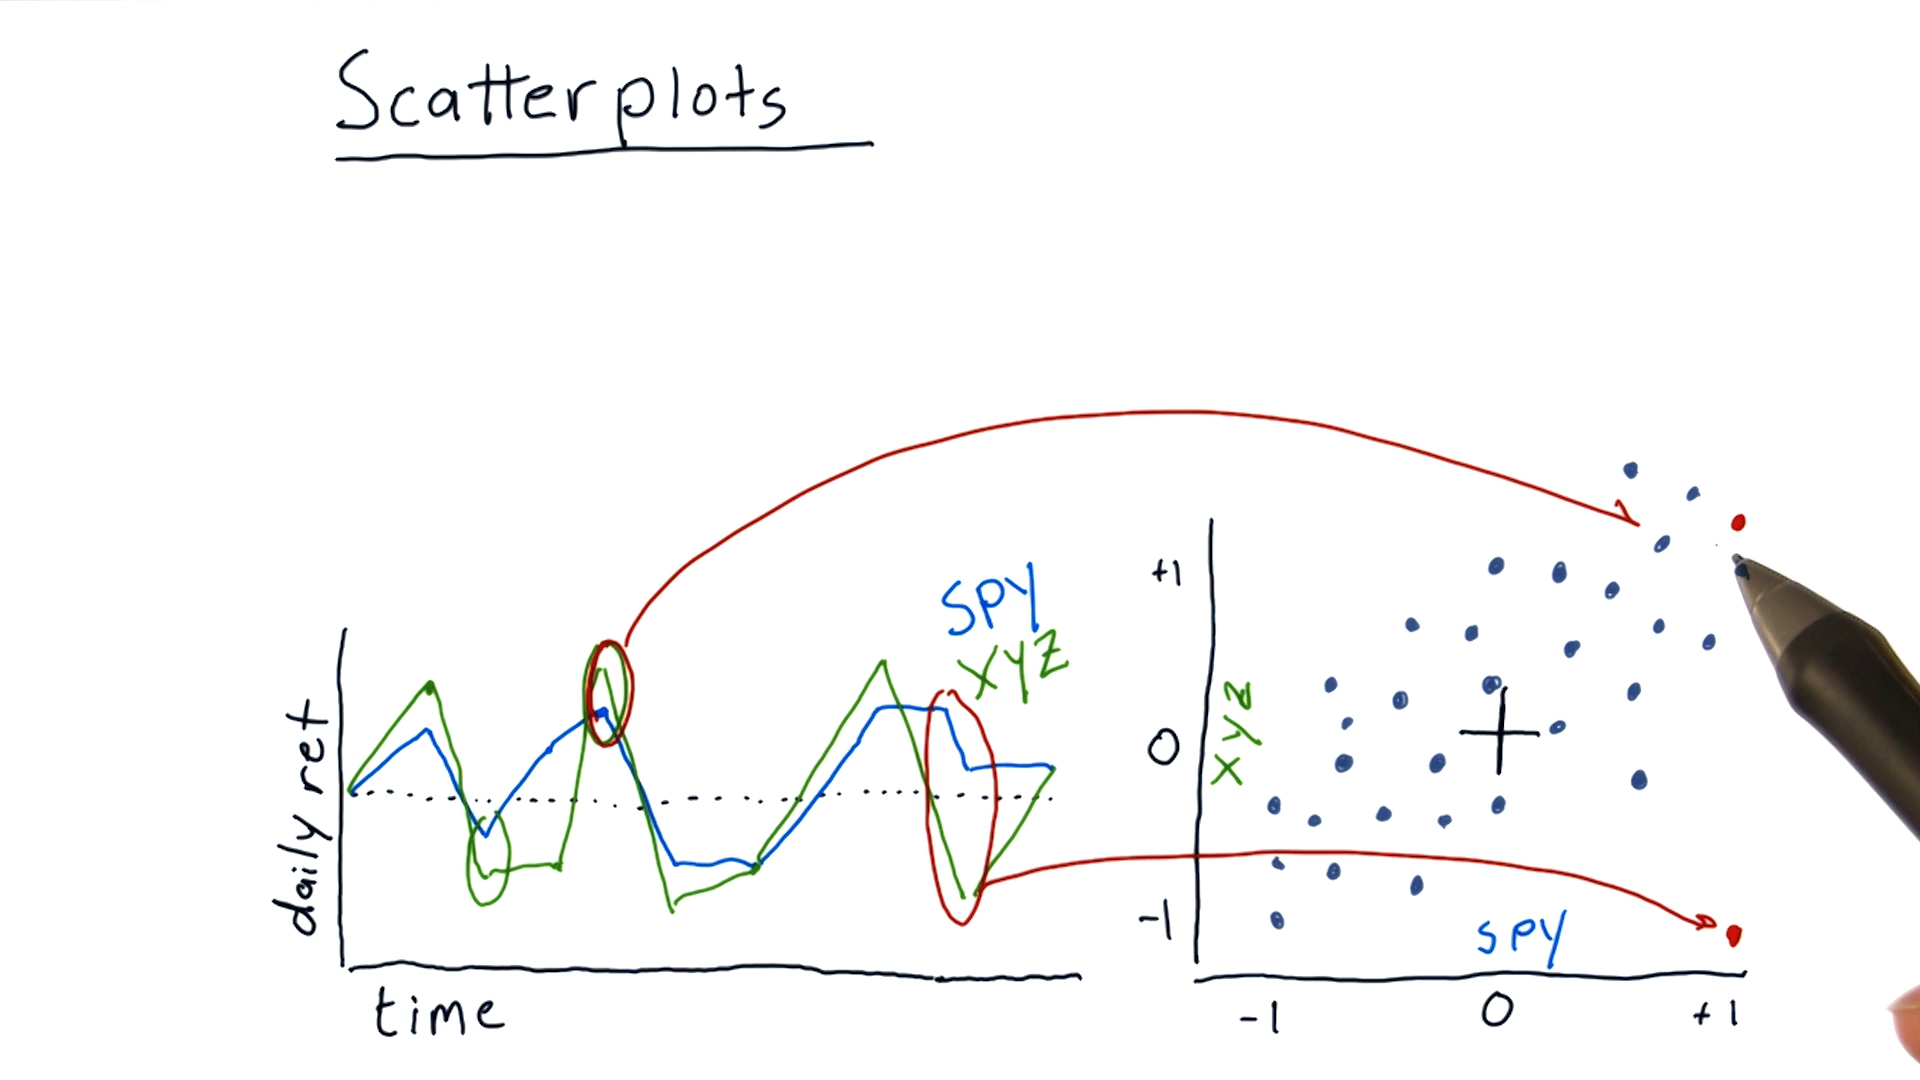 Scatterplots
daily ret
time
SPY
XYZ
+1
0
-1
XYZ
SPY
-1 0 +1